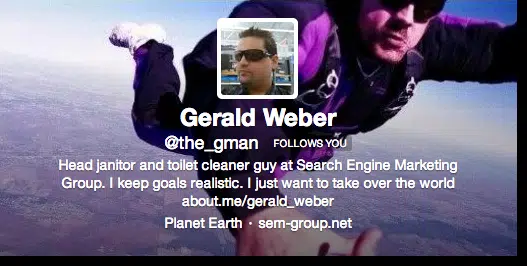 Gerald Weber
@the_gman FOLLOWS YOU
Head janitor and toilet cleaner guy at Search Engine Marketing
Group. I keep goals realistic. I just want to take over the world
about.me/gerald_weber
Planet Earth · sem-group.net